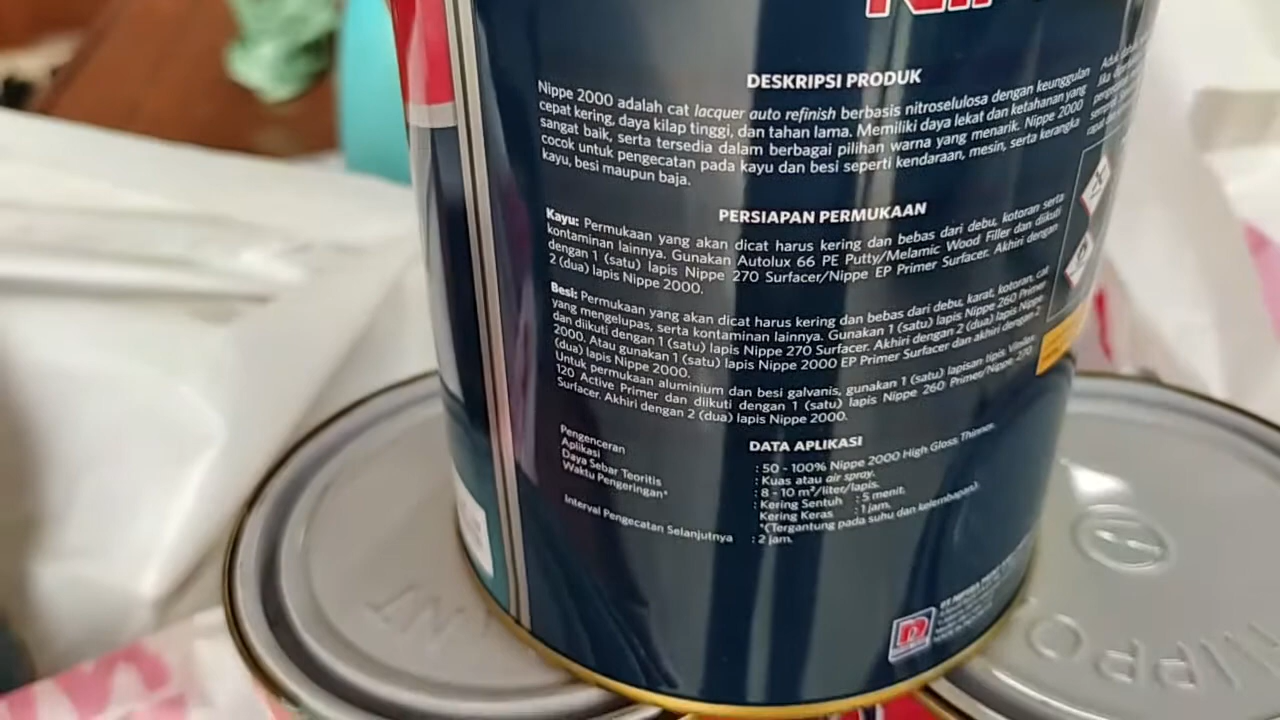 DESKRIPSI PRODUK
Nippe 2000 adalah cat lacquer auto refinish berbasis nitroselulosa dengan keunggulan
cepat kering, daya kilap tinggi, dan tahan lama. Memiliki daya lekat dan ketahanan yang
sangat baik, serta tersedia dalam berbagai pilihan warna yang menarik. Nippe 2000
cocok untuk pengecatan pada kayu dan besi seperti kendaraan, mesin, serta kerangka
kayu, besi maupun baja.
PERSIAPAN PERMUKAAN
Kayu: Permukaan yang akan dicat harus kering dan bebas dari debu, kotoran serta
kontaminan lainnya. Gunakan Autolux 66 PE Putty/Melamic Wood Filler dan diikuti
dengan 1 (satu) lapis Nippe 270 Surfacer/Nippe EP Primer Surfacer. Akhiri dengan
2 (dua) lapis Nippe 2000.
Besi: Permukaan yang akan dicat harus kering dan bebas dari debu, karat, kotoran, cat
yang mengelupas, serta kontaminan lainnya. Gunakan 1 (satu) lapis Nippe 260 Primer
dan diikuti dengan 1 (satu) lapis Nippe 270 Surfacer. Akhiri dengan 2 (dua) lapis Nippe
2000. Atau gunakan 1 (satu) lapis Nippe 2000 EP Primer Surfacer dan akhiri dengan 2
(dua) lapis Nippe 2000.
Untuk permukaan aluminium dan besi galvanis, gunakan 1 (satu) lapisan tipis Vinilex
120 Active Primer dan diikuti dengan 1 (satu) lapis Nippe 260 Primer/Nippe 270
Surfacer. Akhiri dengan 2 (dua) lapis Nippe 2000.
DATA APLIKASI
Pengenceran : 50 - 100% Nippe 2000 High Gloss Thinner.
Aplikasi : Kuas atau air spray.
Daya Sebar Teoritis : 8 - 10 m²/liter/lapis.
Waktu Pengeringan* : Kering Sentuh : 5 menit.
Kering Keras : 1 jam.
*(Tergantung pada suhu dan kelembapan).
Interval Pengecatan Selanjutnya : 2 jam.